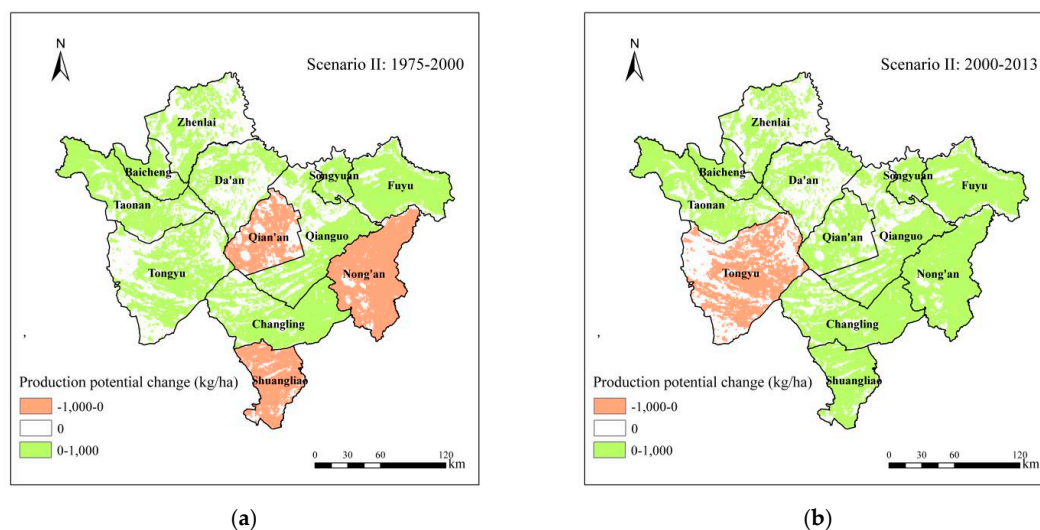 N
Scenario II: 1975-2000
Zhenlai
Baicheng
Da'an
Songyuan
Fuyu
Taonan
Qian'an
Qianguo
Tongyu
Nong'an
Changling
Shuangliao
,
Production potential change (kg/ha)
-1,000-0
0
0-1,000
0 30 60 120
km
(a)
N
Scenario II: 2000-2013
Zhenlai
Baicheng
Da'an
Songyuan
Fuyu
Taonan
Qian'an
Qianguo
Tongyu
Nong'an
Changling
Shuangliao
,
Production potential change (kg/ha)
-1,000-0
0
0-1,000
0 30 60 120
km
(b)